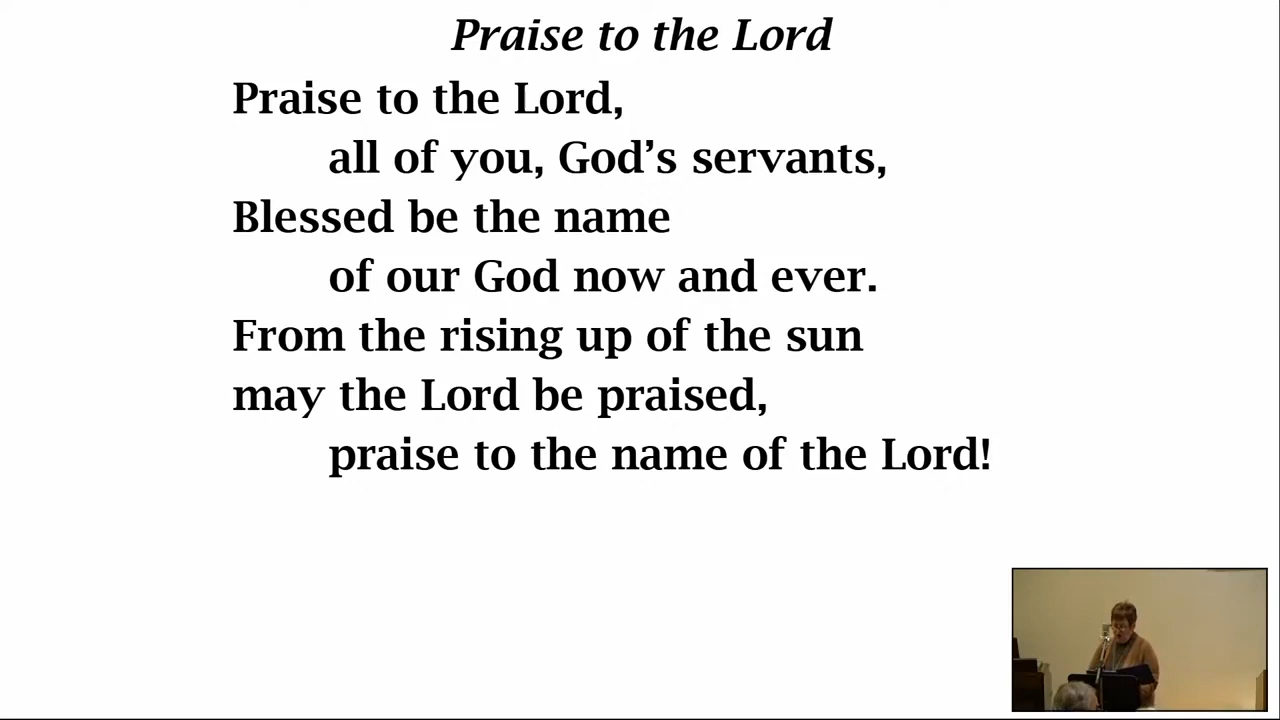 Praise to the Lord
Praise to the Lord,
all of you, God’s servants,
Blessed be the name
of our God now and ever.
From the rising up of the sun
may the Lord be praised,
praise to the name of the Lord!